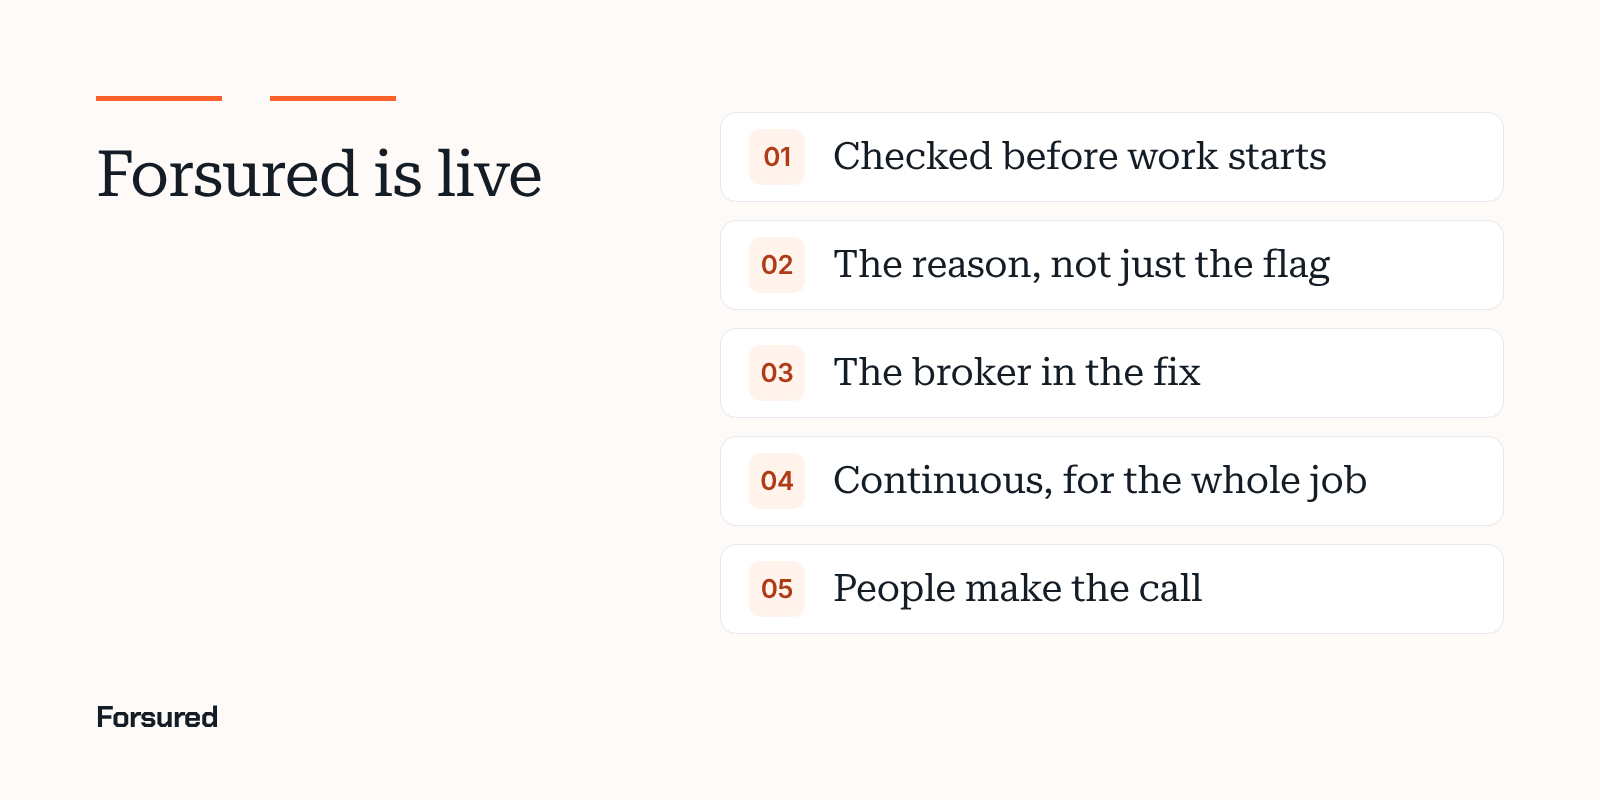 Forsured is live
01 Checked before work starts
02 The reason, not just the flag
03 The broker in the fix
04 Continuous, for the whole job
05 People make the call
Forsured